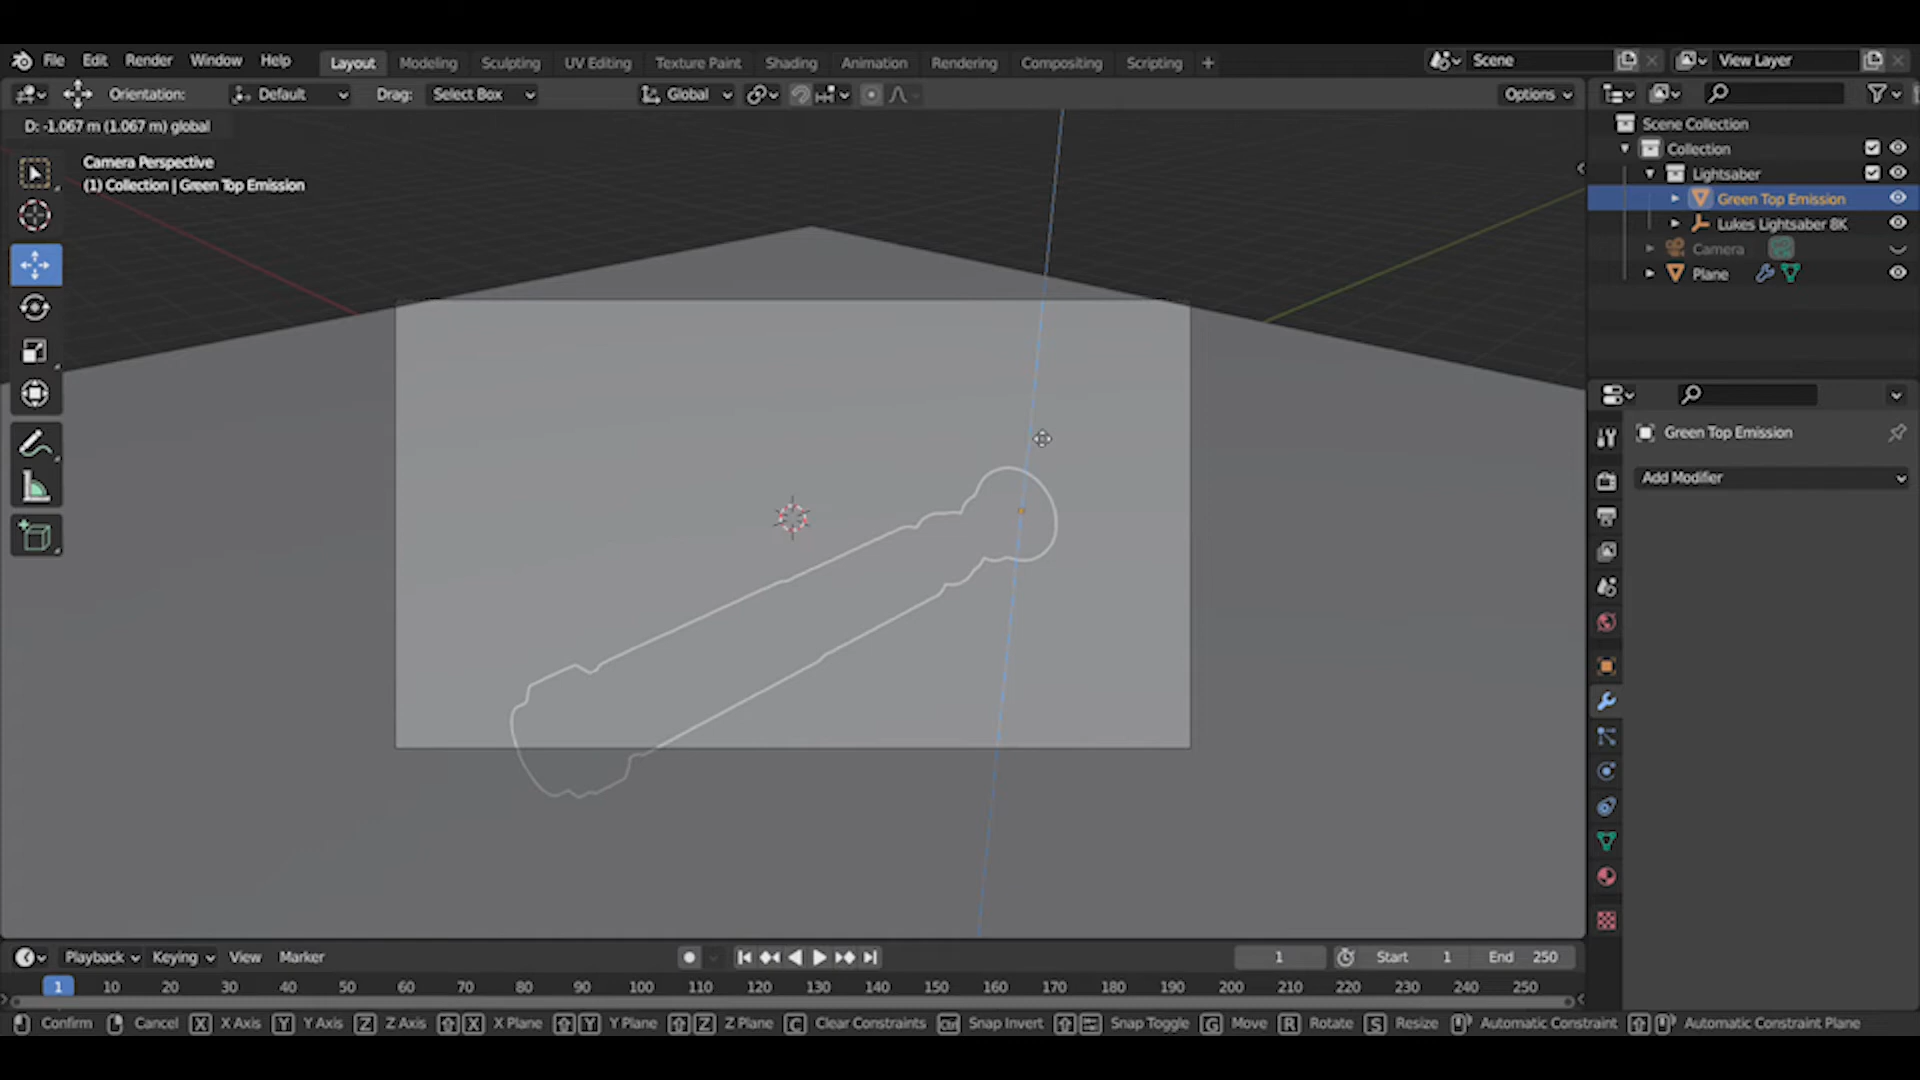 File Edit Render Window Help Layout Modeling Sculpting UV Editing Texture Paint Shading Animation Rendering Compositing Scripting + Scene View Layer
Orientation: Default Drag: Select Box Global Options
D: -1.067 m (1.067 m) global
Camera Perspective
(1) Collection | Green Top Emission
Scene Collection
Collection
Lightsaber
Green Top Emission
Lukes Lightsaber 8K
Camera
Plane
Green Top Emission
Add Modifier
Playback Keying View Marker 1 Start 1 End 250
1 10 20 30 40 50 60 70 80 90 100 110 120 130 140 150 160 170 180 190 200 210 220 230 240 250
Confirm Cancel X X Axis Y Y Axis Z Z Axis X X Plane Y Y Plane Z Z Plane C Clear Constraints Ctrl Snap Invert Snap Toggle G Move R Rotate S Resize Automatic Constraint Automatic Constraint Plane